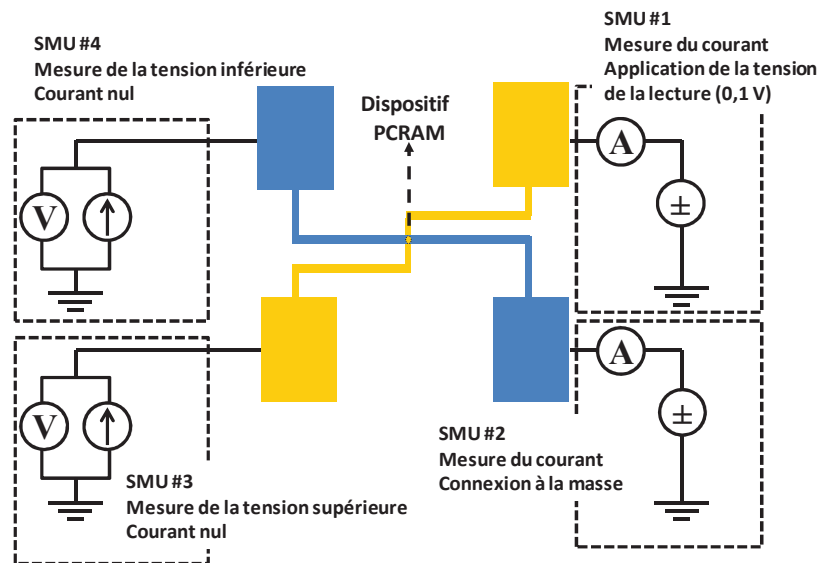 SMU #4
Mesure de la tension inférieure
Courant nul
SMU #1
Mesure du courant
Application de la tension
de la lecture (0,1 V)
Dispositif
PCRAM
A
±
V
A
±
V
SMU #2
Mesure du courant
Connexion à la masse
SMU #3
Mesure de la tension supérieure
Courant nul